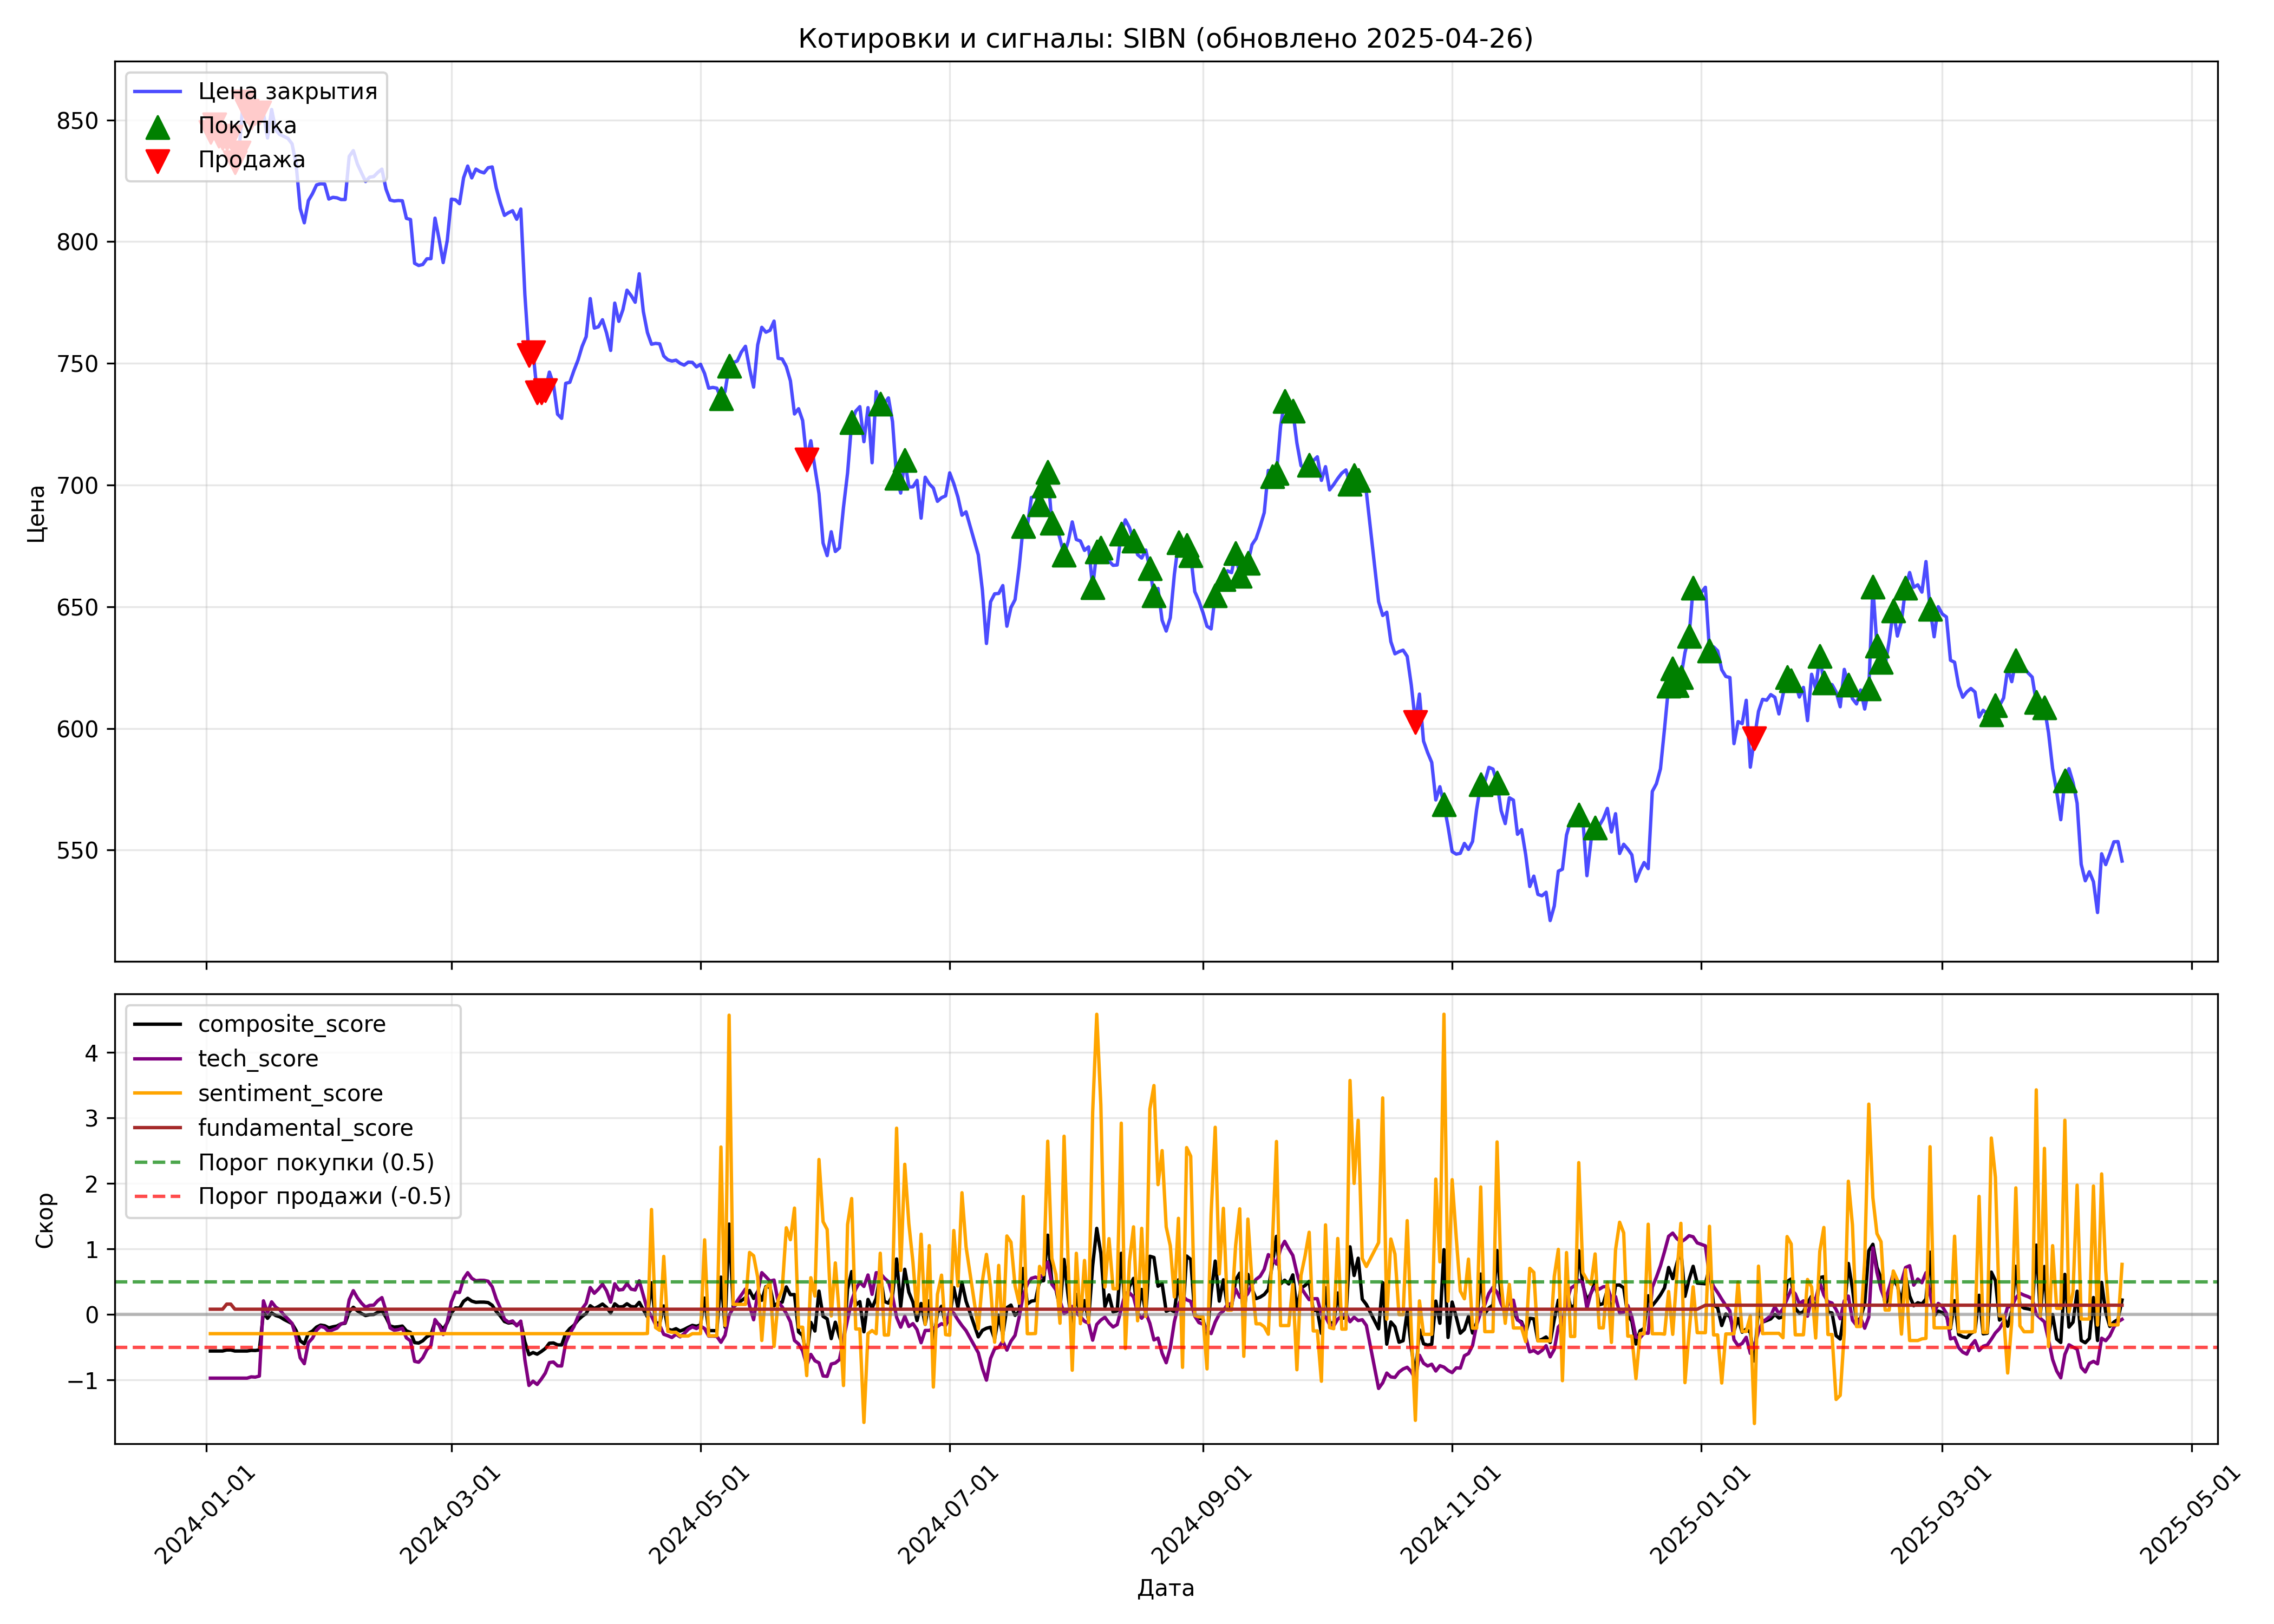 Котировки и сигналы: SIBN (обновлено 2025-04-26)
Цена закрытия
Покупка
Продажа
850
800
750
700
650
600
550
Цена
composite_score
tech_score
sentiment_score
fundamental_score
Порог покупки (0.5)
Порог продажи (-0.5)
4
3
2
1
0
−1
Скор
2024-01-01
2024-03-01
2024-05-01
2024-07-01
2024-09-01
2024-11-01
2025-01-01
2025-03-01
2025-05-01
Дата